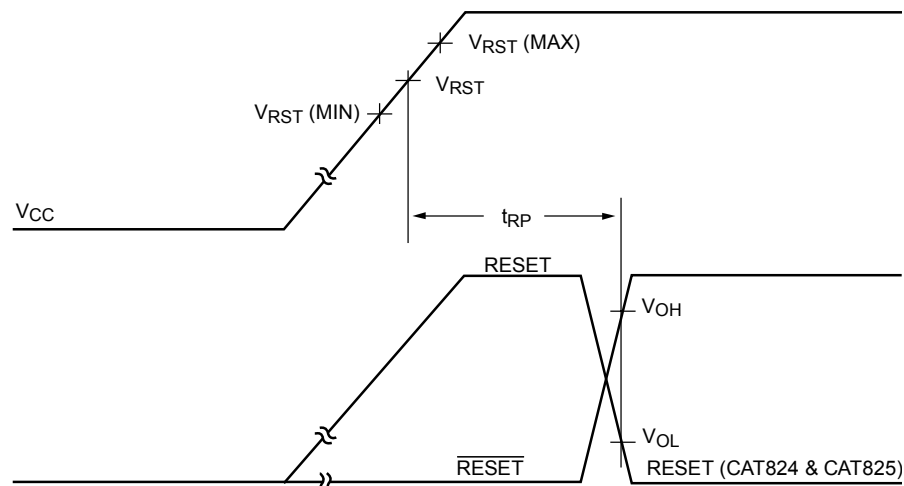 VRST (MAX)
VRST
VRST (MIN)
VCC
tRP
RESET
VOH
VOL
RESET
RESET (CAT824 & CAT825)